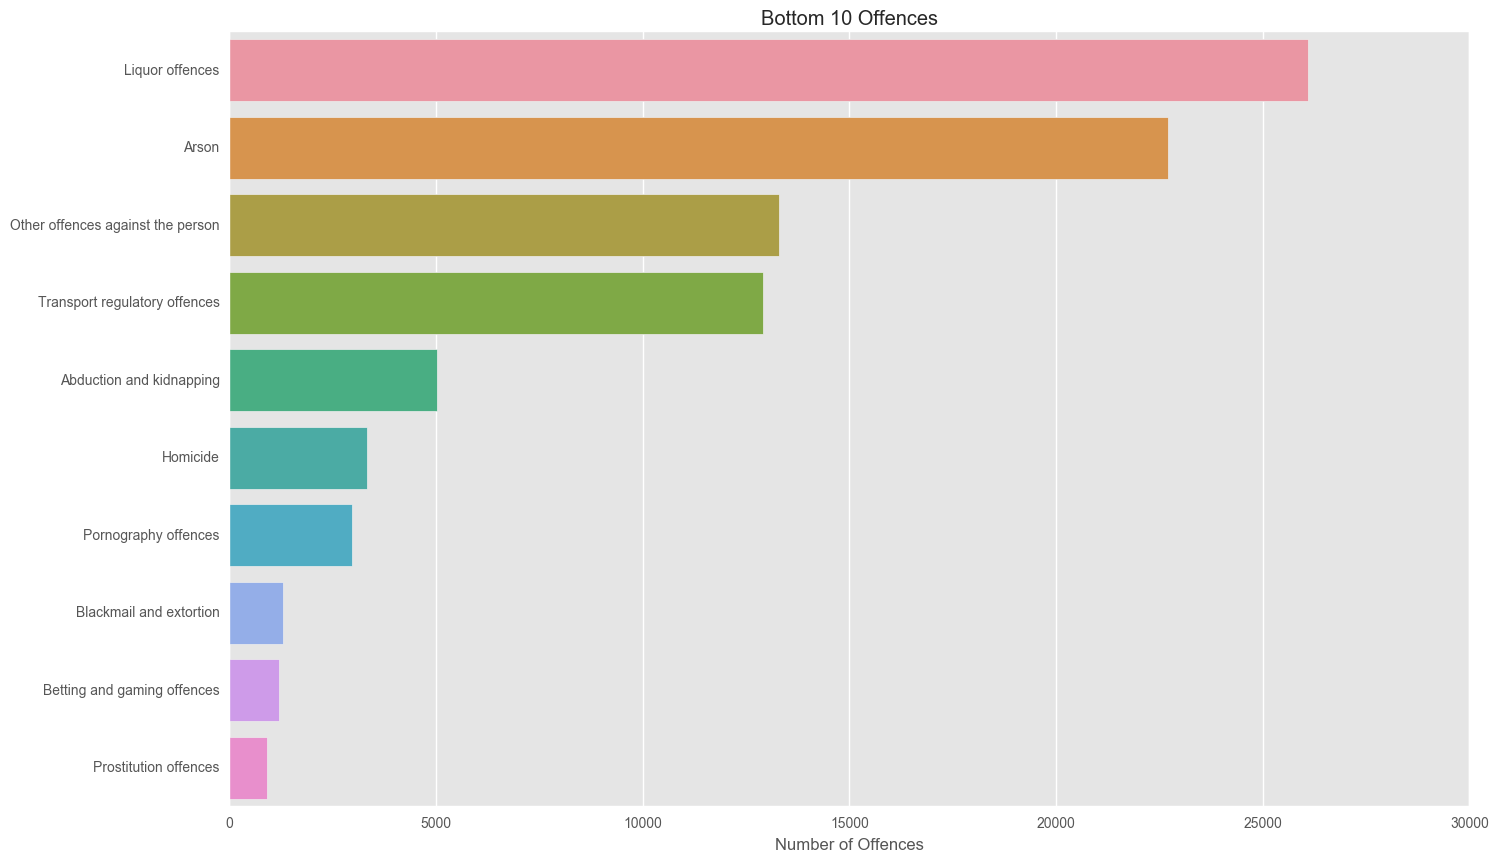 Bottom 10 Offences
Liquor offences
Arson
Other offences against the person
Transport regulatory offences
Abduction and kidnapping
Homicide
Pornography offences
Blackmail and extortion
Betting and gaming offences
Prostitution offences
0 5000 10000 15000 20000 25000 30000
Number of Offences